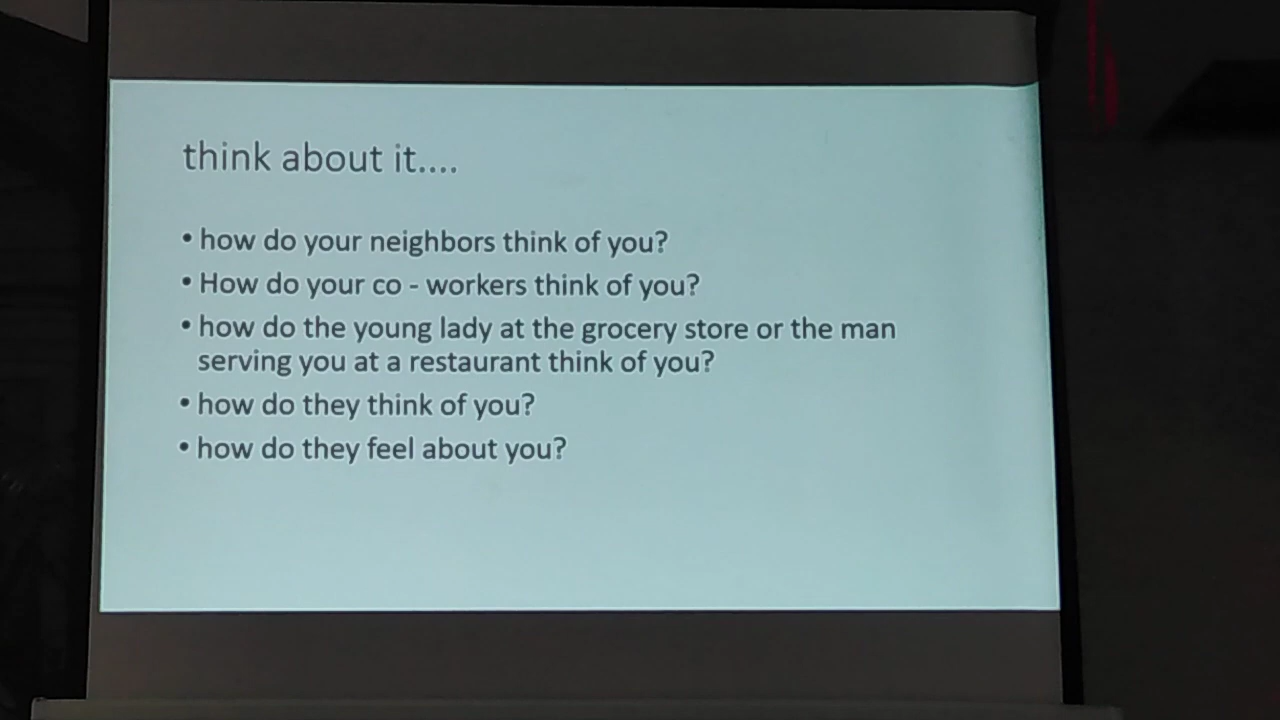 think about it....
• how do your neighbors think of you?
• How do your co - workers think of you?
• how do the young lady at the grocery store or the man
serving you at a restaurant think of you?
• how do they think of you?
• how do they feel about you?